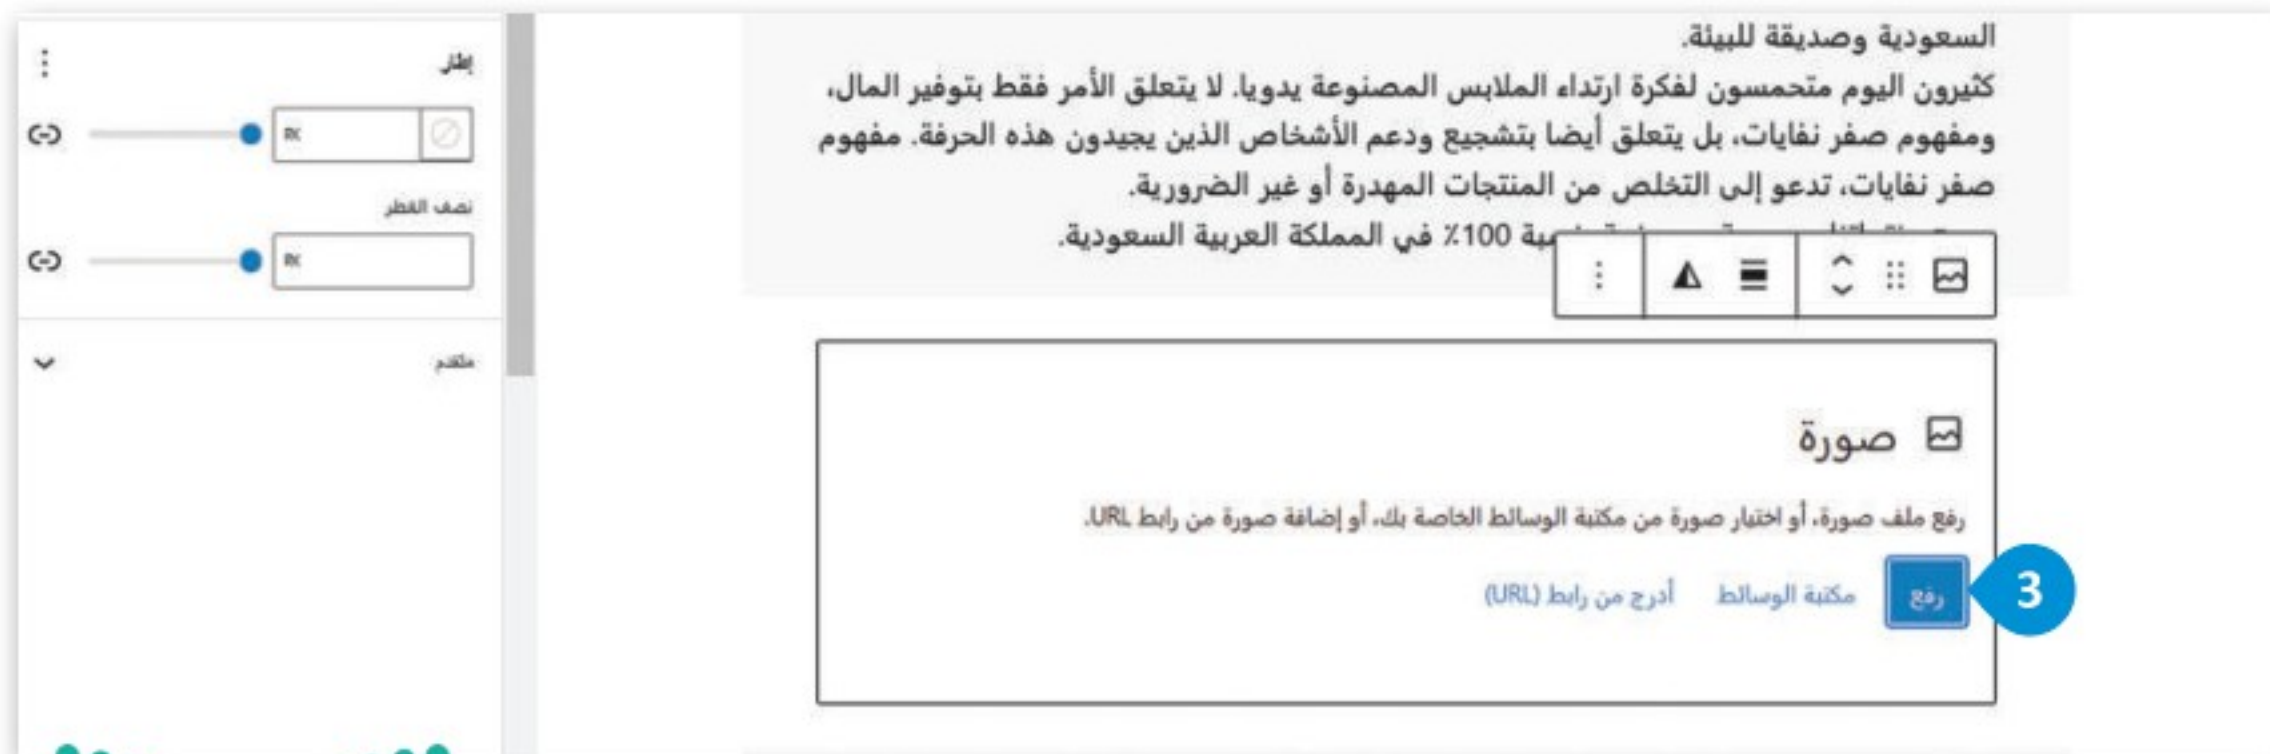 السعودية وصديقة للبيئة.
كثيرون اليوم متحمسون لفكرة ارتداء الملابس المصنوعة يدويا. لا يتعلق الأمر فقط بتوفير المال،
ومفهوم صفر نفايات، بل يتعلق أيضا بتشجيع ودعم الأشخاص الذين يجيدون هذه الحرفة. مفهوم
صفر نفايات، تدعو إلى التخلص من المنتجات المهدرة أو غير الضرورية.
100٪ في المملكة العربية السعودية.
صورة
رفع ملف صورة، أو اختيار صورة من مكتبة الوسائط الخاصة بك، أو إضافة صورة من رابط URL.
رفع مكتبة الوسائط أدرج من رابط (URL)
3
إطار
نصف القطر
متقدم